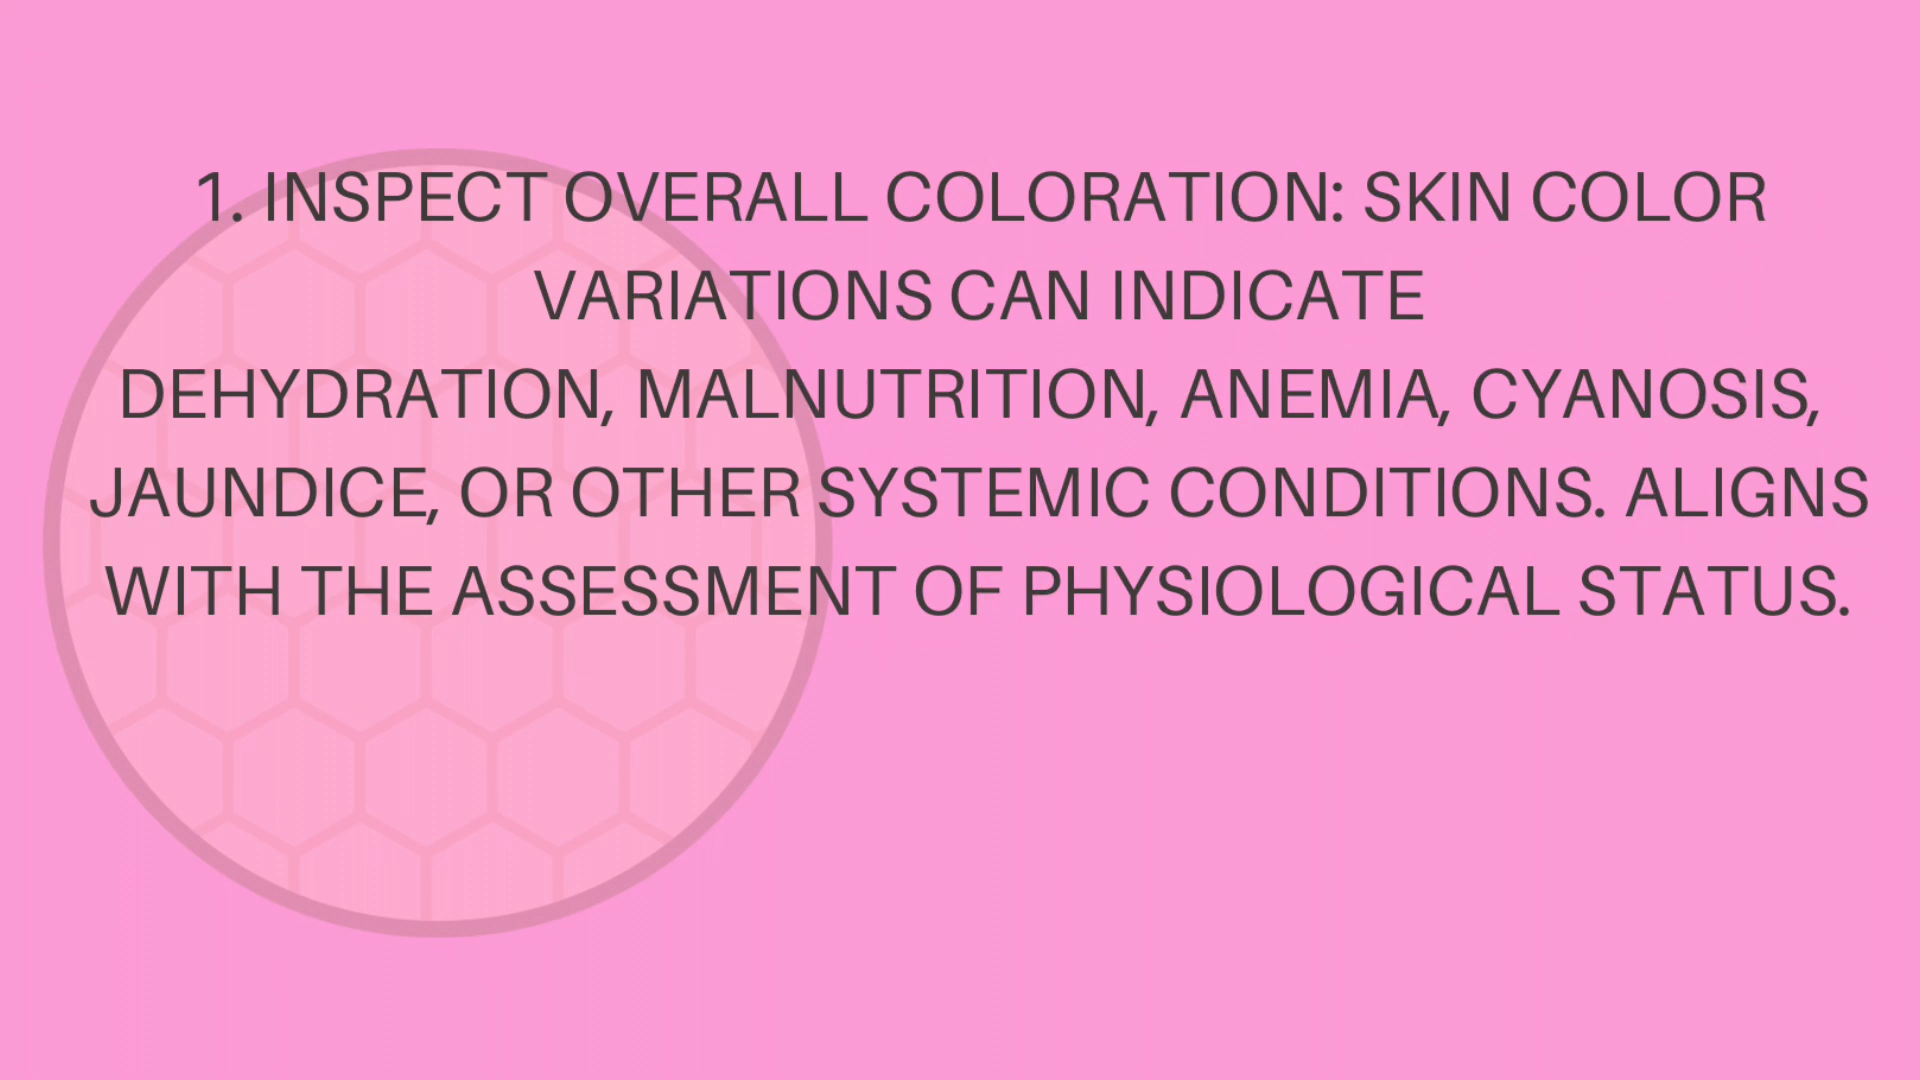 1. INSPECT OVERALL COLORATION: SKIN COLOR
VARIATIONS CAN INDICATE
DEHYDRATION, MALNUTRITION, ANEMIA, CYANOSIS,
JAUNDICE, OR OTHER SYSTEMIC CONDITIONS. ALIGNS
WITH THE ASSESSMENT OF PHYSIOLOGICAL STATUS.